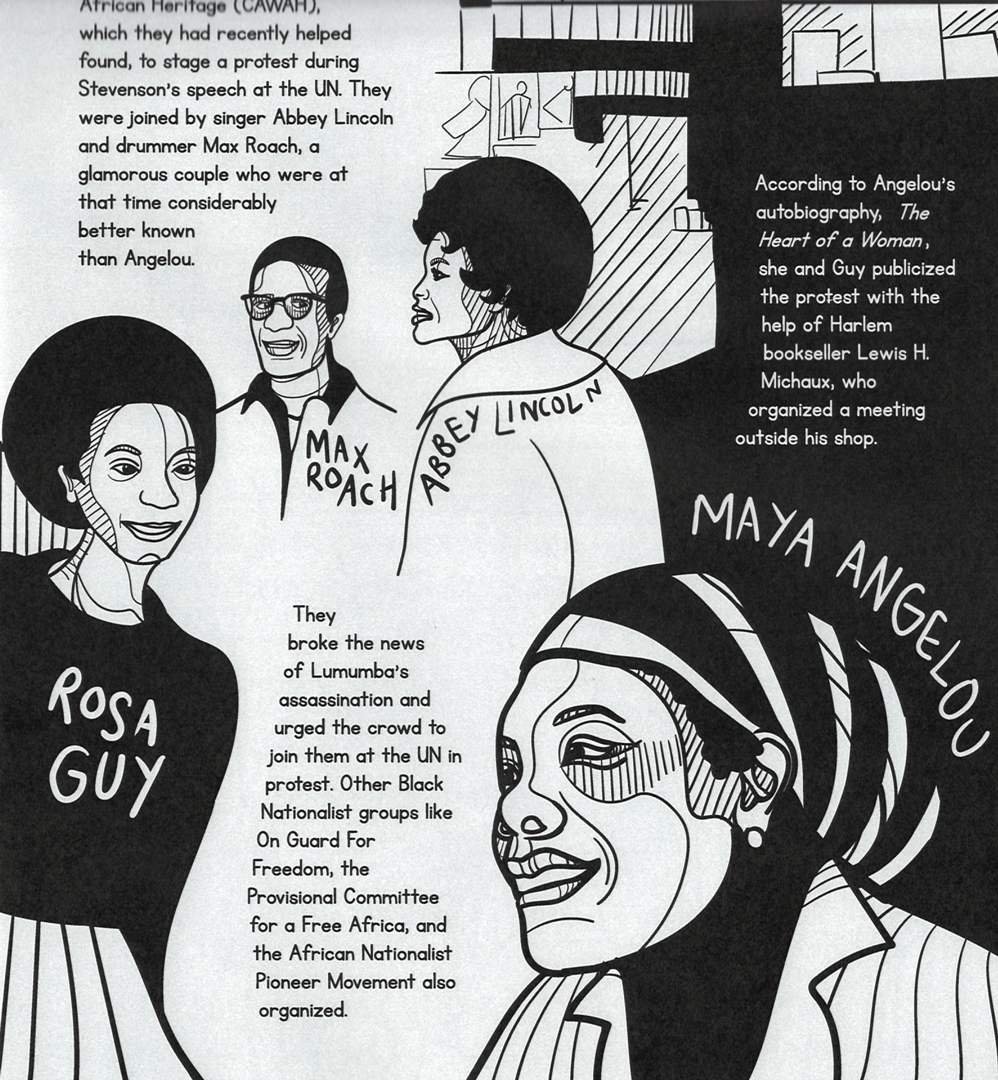 African Heritage (CAWAH),
which they had recently helped
found, to stage a protest during
Stevenson's speech at the UN. They
were joined by singer Abbey Lincoln
and drummer Max Roach, a
glamorous couple who were at
that time considerably
better known
than Angelou.
According to Angelou's
autobiography, The
Heart of a Woman,
she and Guy publicized
the protest with the
help of Harlem
bookseller Lewis H.
Michaux, who
organized a meeting
outside his shop.
MAX
ROACH
ABBEY LINCOLN
MAYA ANGELOU
ROSA
GUY
They
broke the news
of Lumumba's
assassination and
urged the crowd to
join them at the UN in
protest. Other Black
Nationalist groups like
On Guard For
Freedom, the
Provisional Committee
for a Free Africa, and
the African Nationalist
Pioneer Movement also
organized.